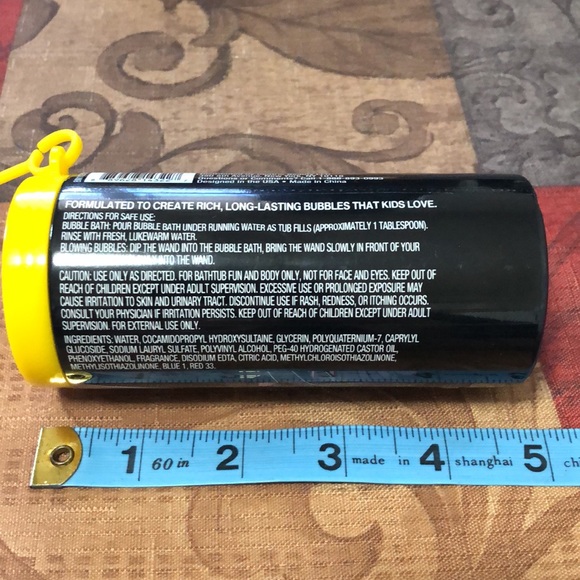 Designed in the USA • Made in China
FORMULATED TO CREATE RICH, LONG-LASTING BUBBLES THAT KIDS LOVE.
DIRECTIONS FOR SAFE USE:
BUBBLE BATH: POUR BUBBLE BATH UNDER RUNNING WATER AS TUB FILLS (APPROXIMATELY 1 TABLESPOON).
RINSE WITH FRESH, LUKEWARM WATER.
BLOWING BUBBLES: DIP THE WAND INTO THE BUBBLE BATH, BRING THE WAND SLOWLY IN FRONT OF YOUR
INTO THE WAND.
CAUTION: USE ONLY AS DIRECTED. FOR BATHTUB FUN AND BODY ONLY, NOT FOR FACE AND EYES. KEEP OUT OF
REACH OF CHILDREN EXCEPT UNDER ADULT SUPERVISION. EXCESSIVE USE OR PROLONGED EXPOSURE MAY
CAUSE IRRITATION TO SKIN AND URINARY TRACT. DISCONTINUE USE IF RASH, REDNESS, OR ITCHING OCCURS.
CONSULT YOUR PHYSICIAN IF IRRITATION PERSISTS. KEEP OUT OF REACH OF CHILDREN EXCEPT UNDER ADULT
SUPERVISION. FOR EXTERNAL USE ONLY.
INGREDIENTS: WATER, COCAMIDOPROPYL HYDROXYSULTAINE, GLYCERIN, POLYQUATERNIUM-7, CAPRYLYL
GLUCOSIDE, SODIUM LAURYL SULFATE, POLYVINYL ALCOHOL, PEG-40 HYDROGENATED CASTOR OIL,
PHENOXYETHANOL, FRAGRANCE, DISODIUM EDTA, CITRIC ACID, METHYLCHLOROISOTHIAZOLINONE,
METHYLISOTHIAZOLINONE, BLUE 1, RED 33.
1 60 in 2 3 made in 4 shanghai 5